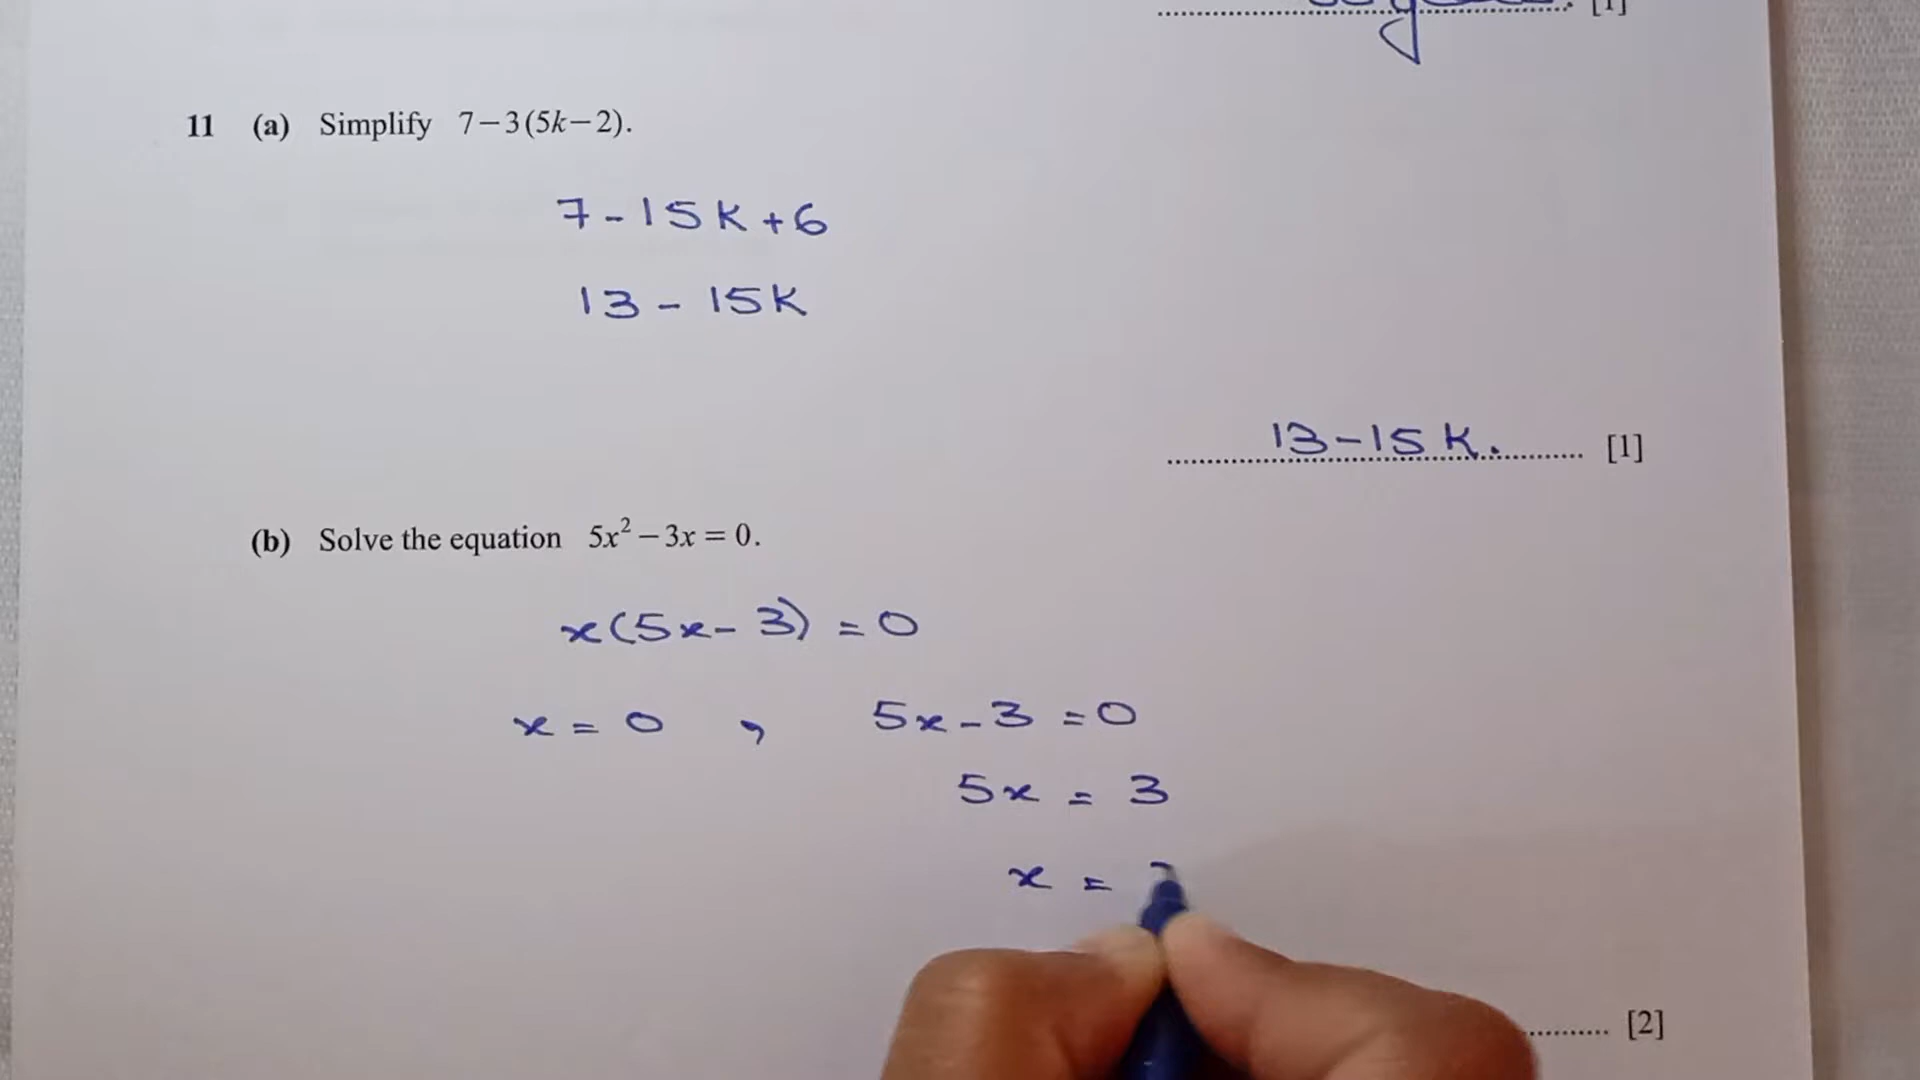 [1]
11 (a) Simplify 7−3(5k−2).
7 - 15K + 6
13 - 15K
13 - 15 K. [1]
(b) Solve the equation 5x² − 3x = 0.
x(5x - 3) = 0
x = 0 , 5x - 3 = 0
5x = 3
x =
[2]